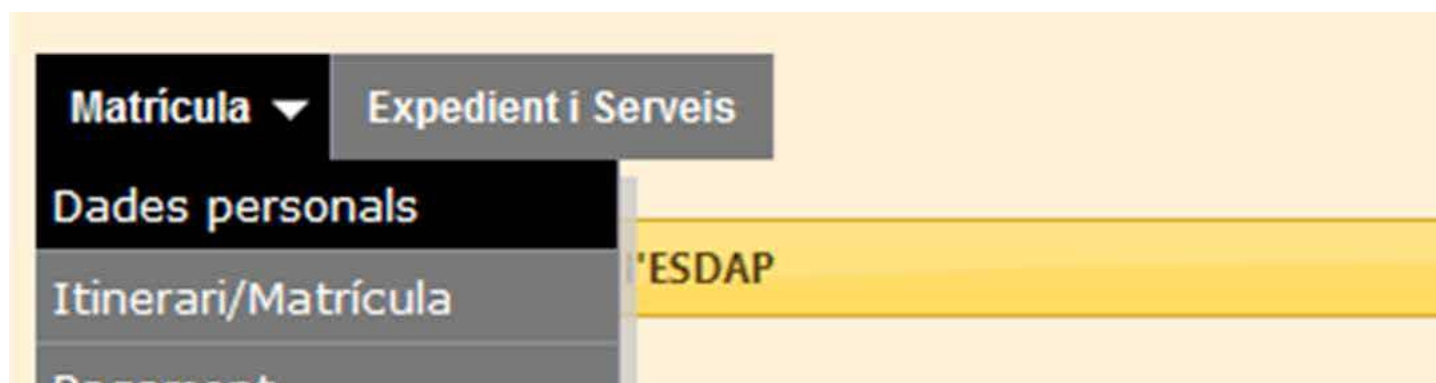 Matrícula
Expedient i Serveis
Dades personals
'ESDAP
Itinerari/Matrícula